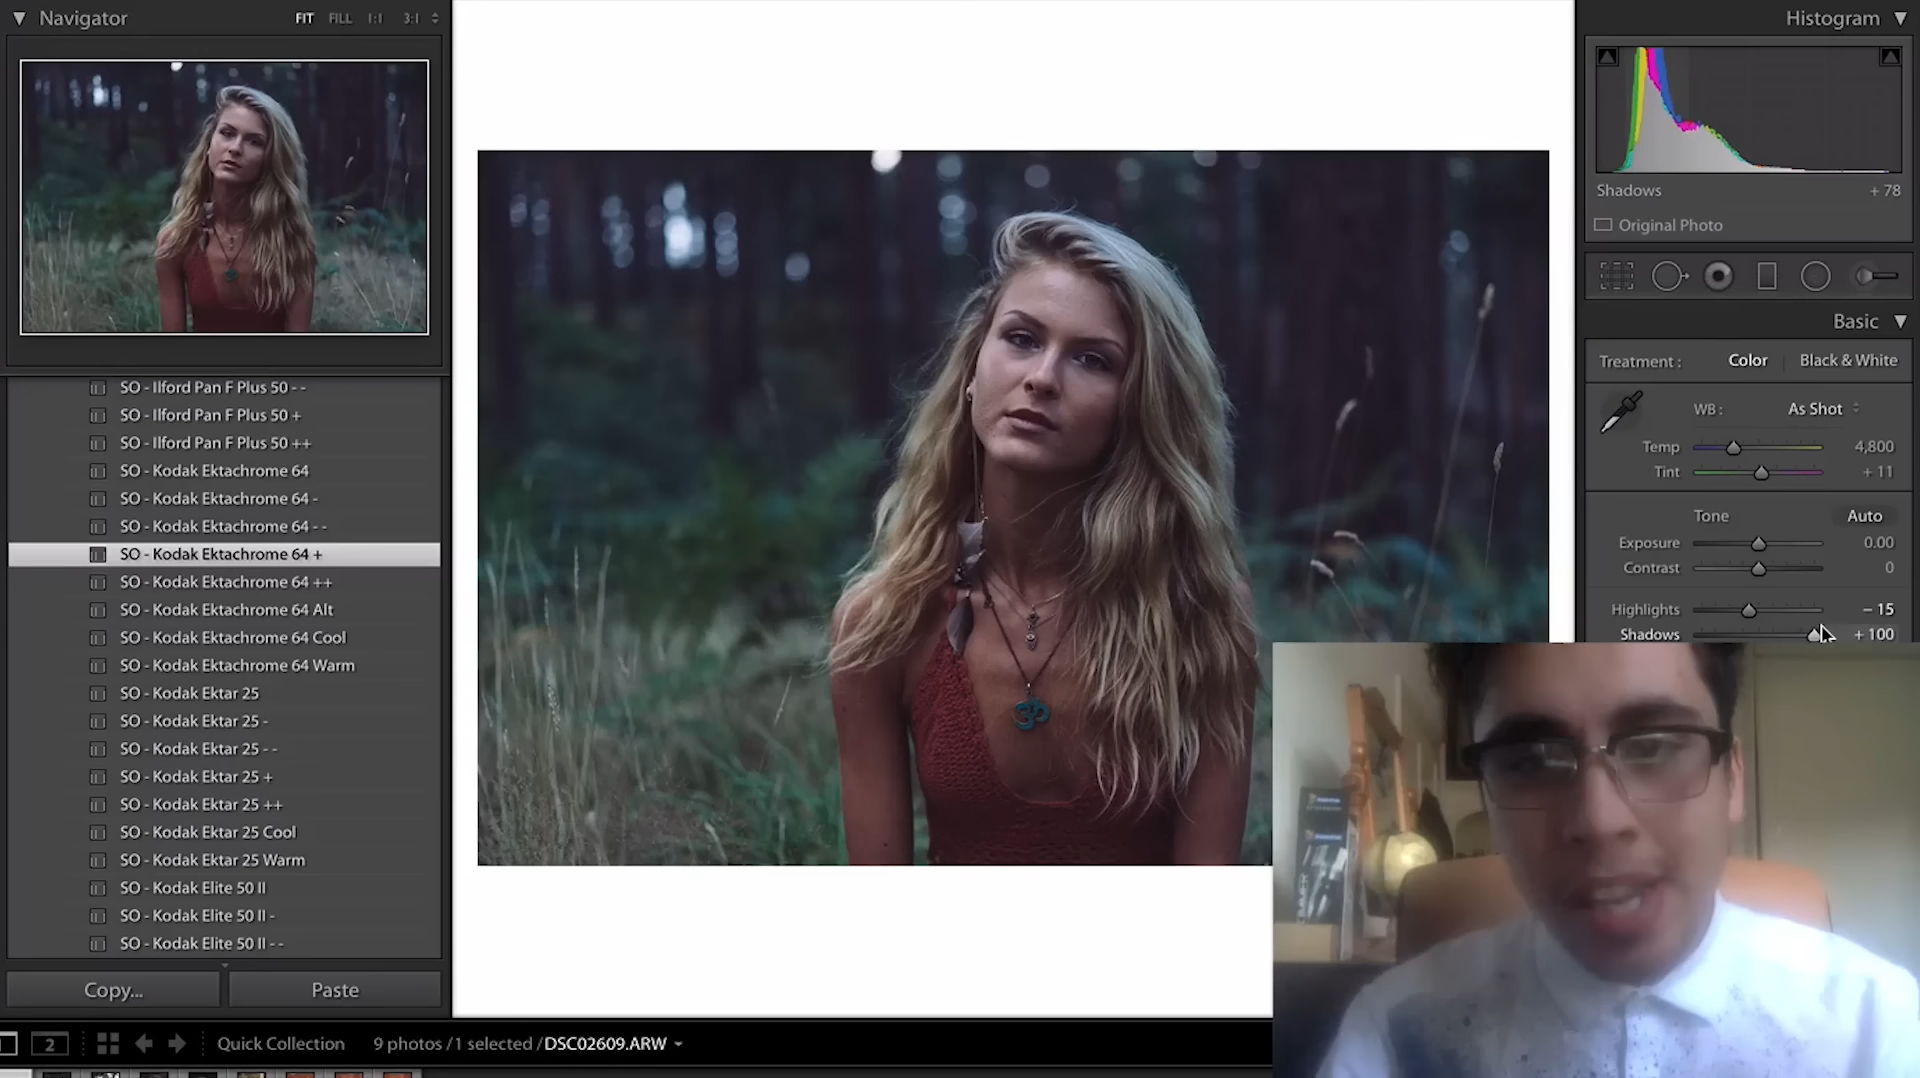 Navigator
FIT FILL 1:1 3:1
SO - Ilford Pan F Plus 50 - -
SO - Ilford Pan F Plus 50 +
SO - Ilford Pan F Plus 50 ++
SO - Kodak Ektachrome 64
SO - Kodak Ektachrome 64 -
SO - Kodak Ektachrome 64 - -
SO - Kodak Ektachrome 64 +
SO - Kodak Ektachrome 64 ++
SO - Kodak Ektachrome 64 Alt
SO - Kodak Ektachrome 64 Cool
SO - Kodak Ektachrome 64 Warm
SO - Kodak Ektar 25
SO - Kodak Ektar 25 -
SO - Kodak Ektar 25 - -
SO - Kodak Ektar 25 +
SO - Kodak Ektar 25 ++
SO - Kodak Ektar 25 Cool
SO - Kodak Ektar 25 Warm
SO - Kodak Elite 50 II
SO - Kodak Elite 50 II -
SO - Kodak Elite 50 II - -
Copy... Paste
2 Quick Collection 9 photos / 1 selected / DSC02609.ARW
Histogram
Shadows + 78
Original Photo
Basic
Treatment : Color Black & White
WB : As Shot
Temp 4,800
Tint + 11
Tone Auto
Exposure 0.00
Contrast 0
Highlights – 15
Shadows + 100